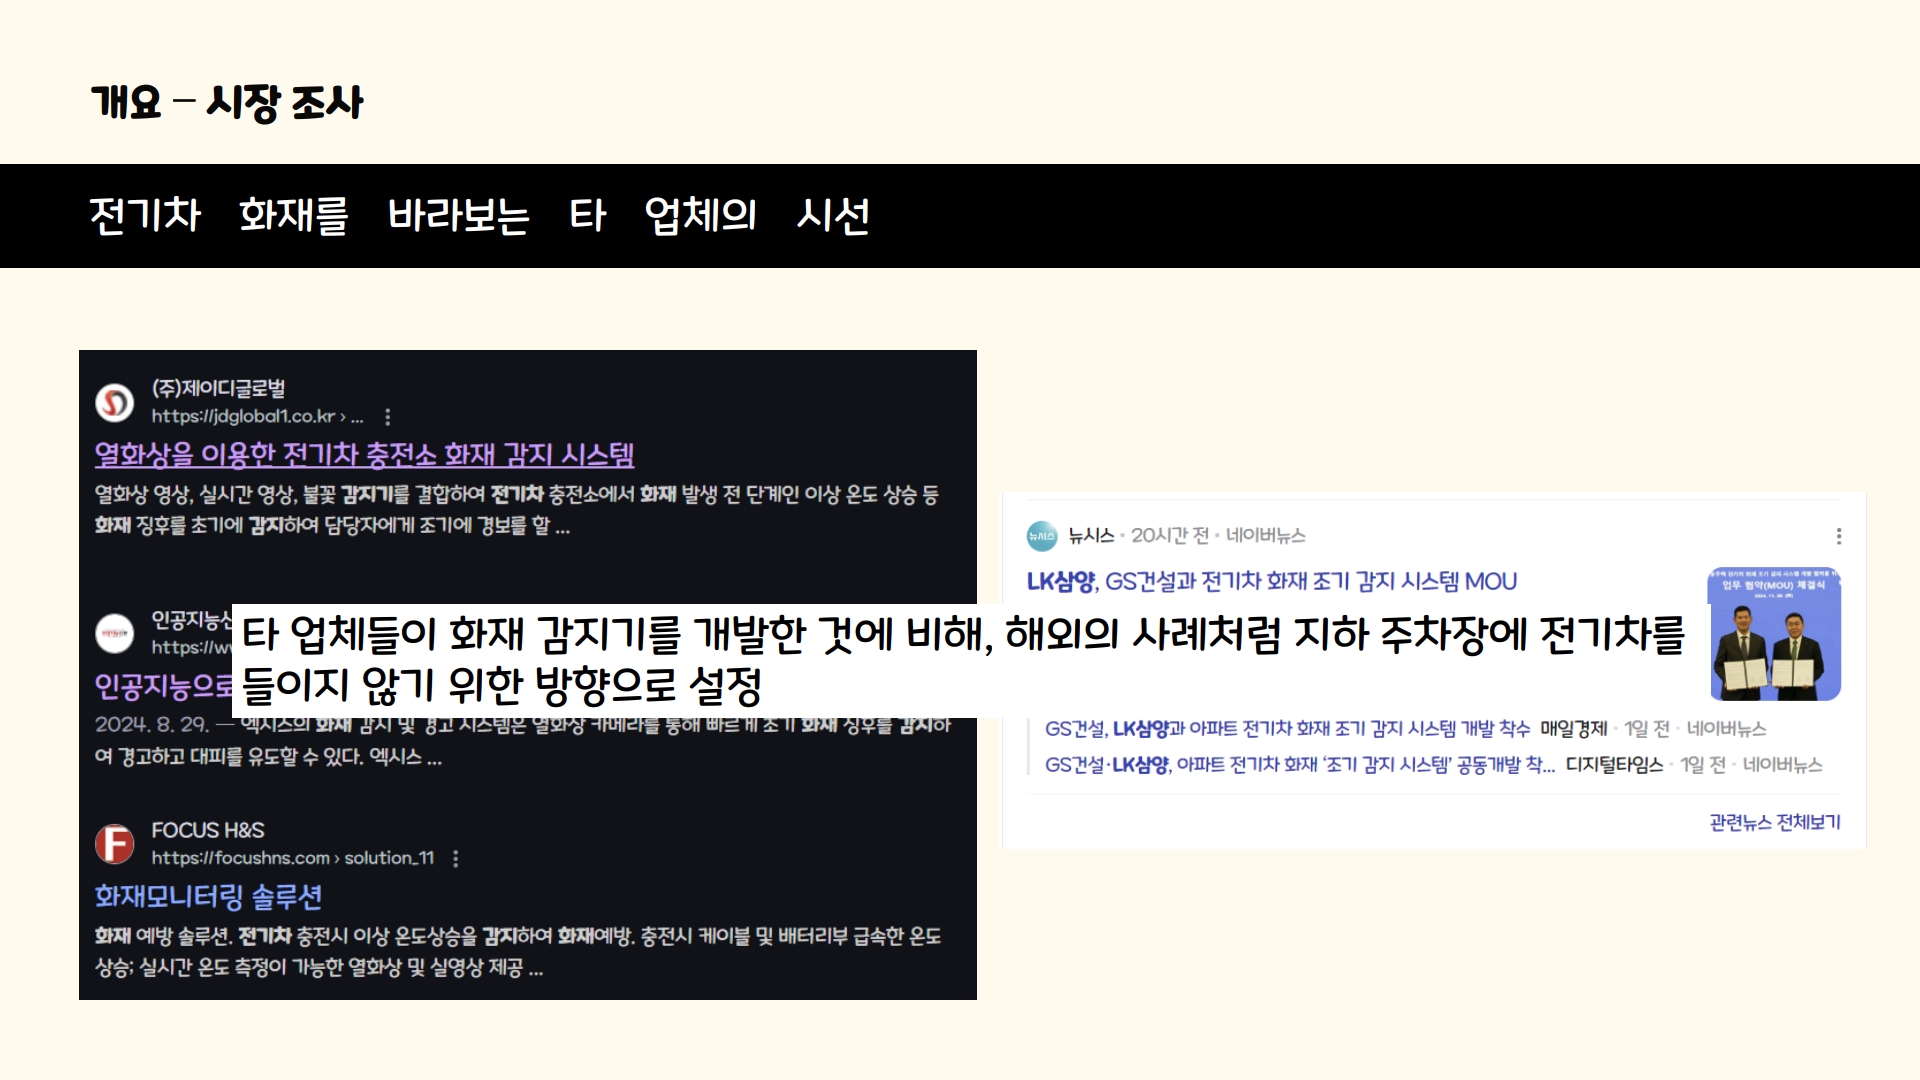 개요 – 시장 조사
전기차 화재를 바라보는 타 업체의 시선
(주)제이디글로벌
https://jdglobal1.co.kr › ...
열화상을 이용한 전기차 충전소 화재 감지 시스템
열화상 영상, 실시간 영상, 불꽃 감지기를 결합하여 전기차 충전소에서 화재 발생 전 단계인 이상 온도 상승 등
화재 징후를 초기에 감지하여 담당자에게 조기에 경보를 할 ...
인공지능신
https://w
인공지능으로
2024. 8. 29. — 엑시스의 화재 감지 및 경고 시스템은 열화상 카메라를 통해 빠르게 초기 화재 징후를 감지하
여 경고하고 대피를 유도할 수 있다. 엑시스 ...
FOCUS H&S
https://focushns.com › solution_11
화재모니터링 솔루션
화재 예방 솔루션. 전기차 충전시 이상 온도상승을 감지하여 화재예방. 충전시 케이블 및 배터리부 급속한 온도
상승; 실시간 온도 측정이 가능한 열화상 및 실영상 제공 ...
타 업체들이 화재 감지기를 개발한 것에 비해, 해외의 사례처럼 지하 주차장에 전기차를
들이지 않기 위한 방향으로 설정
뉴시스
뉴시스 · 20시간 전 · 네이버뉴스
LK삼양, GS건설과 전기차 화재 조기 감지 시스템 MOU
업무 협약(MOU) 체결식
GS건설, LK삼양과 아파트 전기차 화재 조기 감지 시스템 개발 착수 매일경제 · 1일 전 · 네이버뉴스
GS건설·LK삼양, 아파트 전기차 화재 ‘조기 감지 시스템’ 공동개발 착... 디지털타임스 · 1일 전 · 네이버뉴스
관련뉴스 전체보기